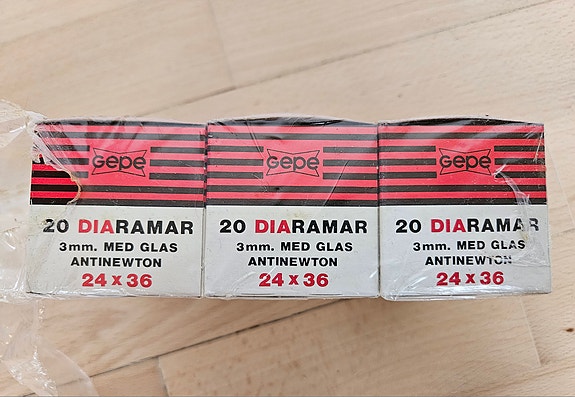 GePe
20 DIARAMAR
3mm. MED GLAS
ANTINEWTON
24 x 36
GePe
20 DIARAMAR
3mm. MED GLAS
ANTINEWTON
24 x 36
GePe
20 DIARAMAR
3mm. MED GLAS
ANTINEWTON
24 x 36